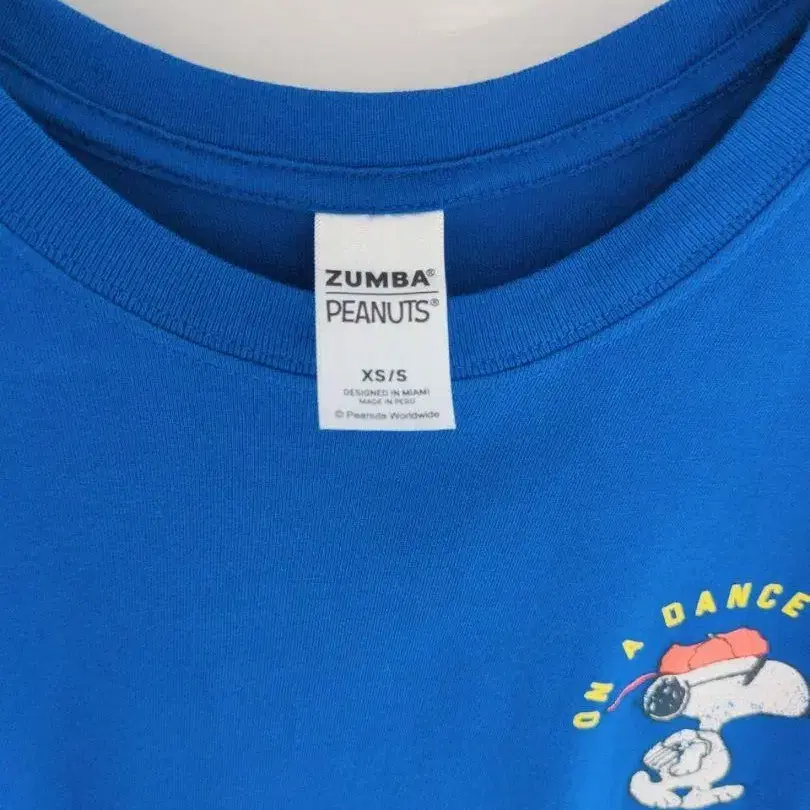 ZUMBA®
PEANUTS®
XS/S
DESIGNED IN MIAMI
MADE IN PERU
© Peanuts Worldwide
ON A DANCE